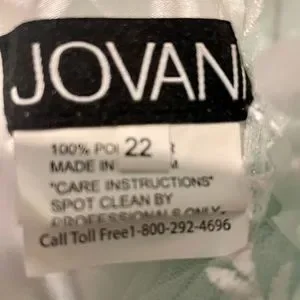 JOVANI
100% PO 22 R
MADE IN M
"CARE INSTRUCTIONS"
SPOT CLEAN BY
PROFESSIONALS ONLY
Call Toll Free1-800-292-4696